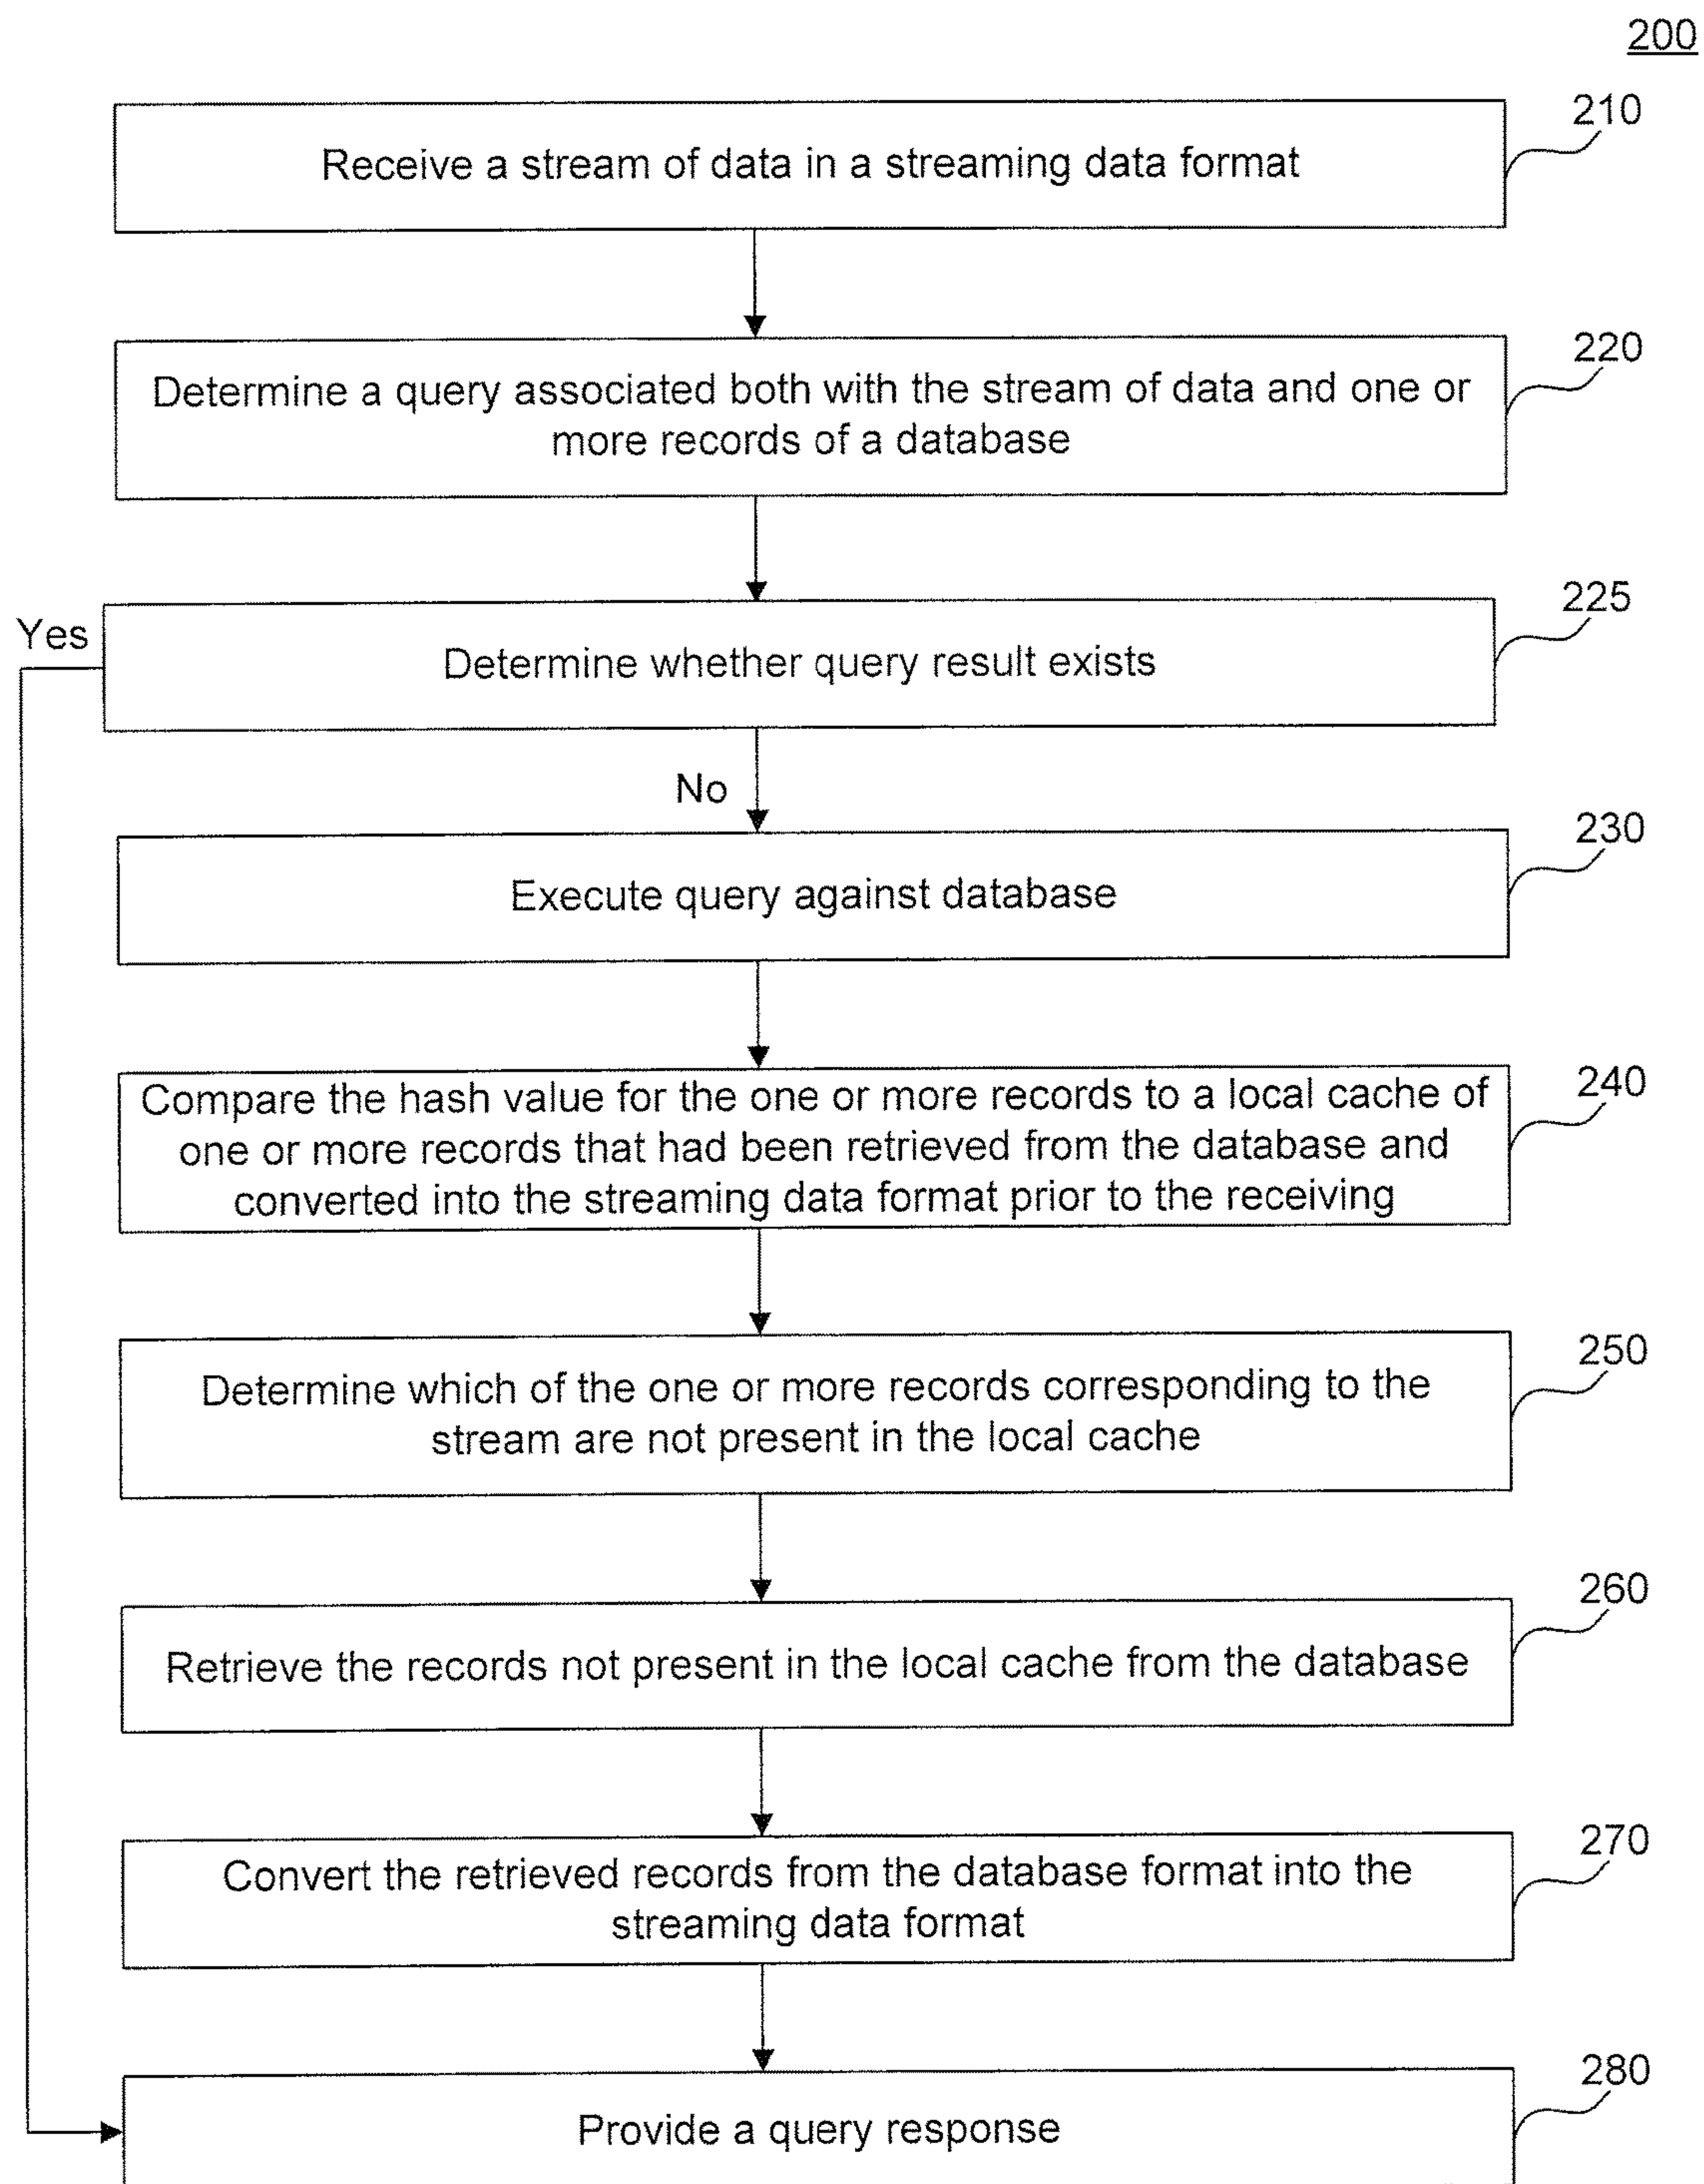 200
210
Receive a stream of data in a streaming data format
220
Determine a query associated both with the stream of data and one or
more records of a database
225
Yes
Determine whether query result exists
No
230
Execute query against database
240
Compare the hash value for the one or more records to a local cache of
one or more records that had been retrieved from the database and
converted into the streaming data format prior to the receiving
250
Determine which of the one or more records corresponding to the
stream are not present in the local cache
260
Retrieve the records not present in the local cache from the database
270
Convert the retrieved records from the database format into the
streaming data format
280
Provide a query response